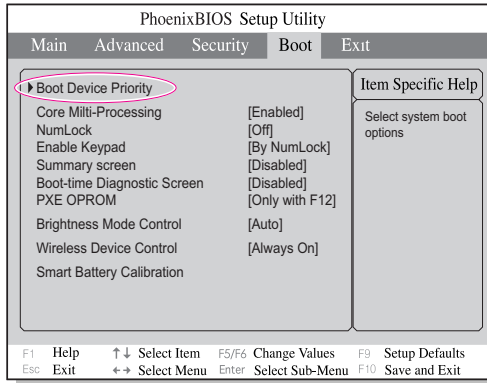 PhoenixBIOS Setup Utility
Main Advanced Security Boot Exit
Boot Device Priority
Core Milti-Processing [Enabled]
NumLock [Off]
Enable Keypad [By NumLock]
Summary screen [Disabled]
Boot-time Diagnostic Screen [Disabled]
PXE OPROM [Only with F12]
Brightness Mode Control [Auto]
Wireless Device Control [Always On]
Smart Battery Calibration
Item Specific Help
Select system boot
options
F1 Help ↑↓ Select Item F5/F6 Change Values F9 Setup Defaults
Esc Exit ←→ Select Menu Enter Select Sub-Menu F10 Save and Exit